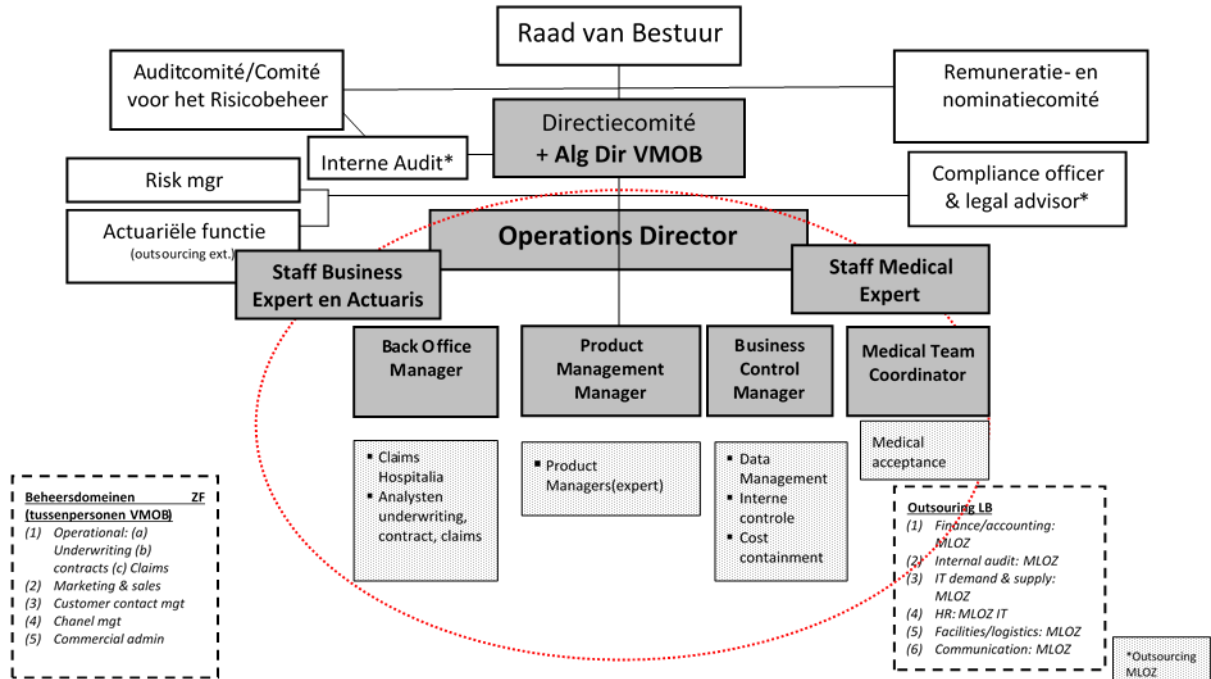 Raad van Bestuur
Auditcomité/Comité
voor het Risicobeheer
Remuneratie- en
nominatiecomité
Directiecomité
+ Alg Dir VMOB
Interne Audit*
Risk mgr
Compliance officer
& legal advisor*
Actuariële functie
(outsourcing ext.)
Operations Director
Staff Business
Expert en Actuaris
Staff Medical
Expert
Back Office
Manager
Product
Management
Manager
Business
Control
Manager
Medical Team
Coordinator
▪ Claims
Hospitalia
▪ Analysten
underwriting,
contract, claims
▪ Product
Managers(expert)
▪ Data
Management
▪ Interne
controle
▪ Cost
containment
Medical
acceptance
Beheersdomeinen ZF
(tussenpersonen VMOB)
(1) Operational: (a)
Underwriting (b)
contracts (c) Claims
(2) Marketing & sales
(3) Customer contact mgt
(4) Chanel mgt
(5) Commercial admin
Outsouring LB
(1) Finance/accounting:
MLOZ
(2) Internal audit: MLOZ
(3) IT demand & supply:
MLOZ
(4) HR: MLOZ IT
(5) Facilities/logistics: MLOZ
(6) Communication: MLOZ
*Outsourcing
MLOZ